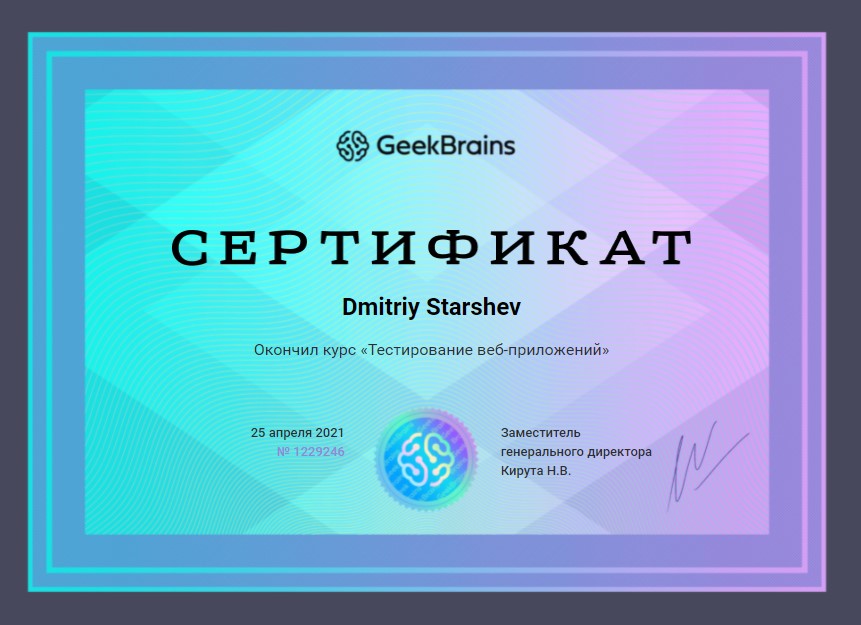 GeekBrains
СЕРТИФИКАТ
Dmitriy Starshev
Окончил курс «Тестирование веб-приложений»
25 апреля 2021
№ 1229246
Заместитель
генерального директора
Кирута Н.В.